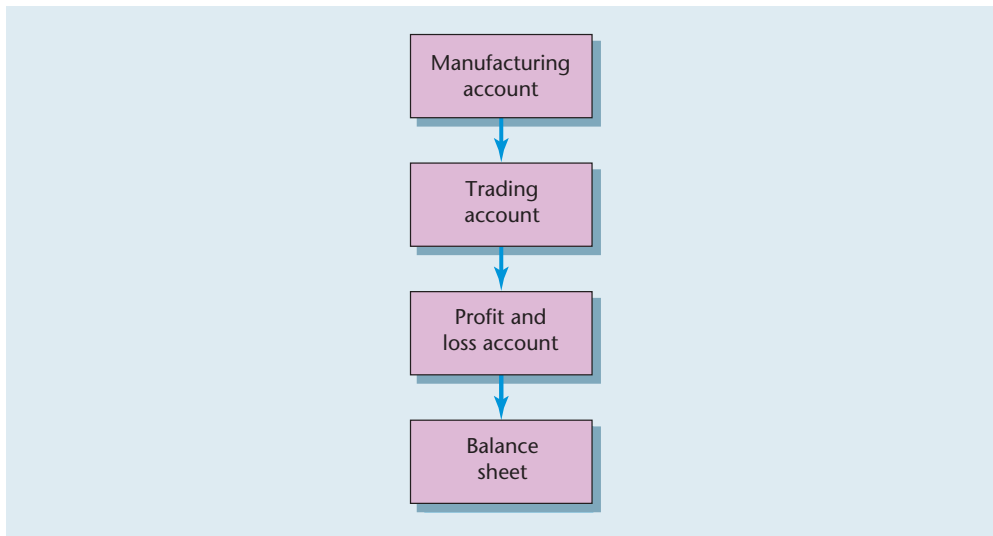 Manufacturing
account
Trading
account
Profit and
loss account
Balance
sheet